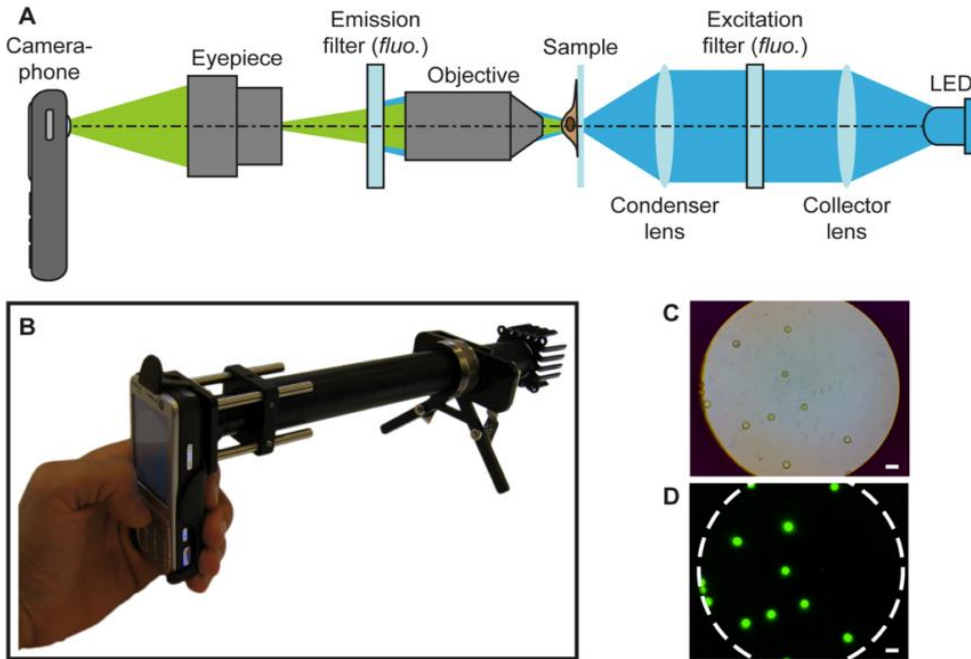 A
Camera-
phone
Eyepiece
Emission
filter (fluo.)
Objective
Sample
Excitation
filter (fluo.)
LED
Condenser
lens
Collector
lens
B
C
D